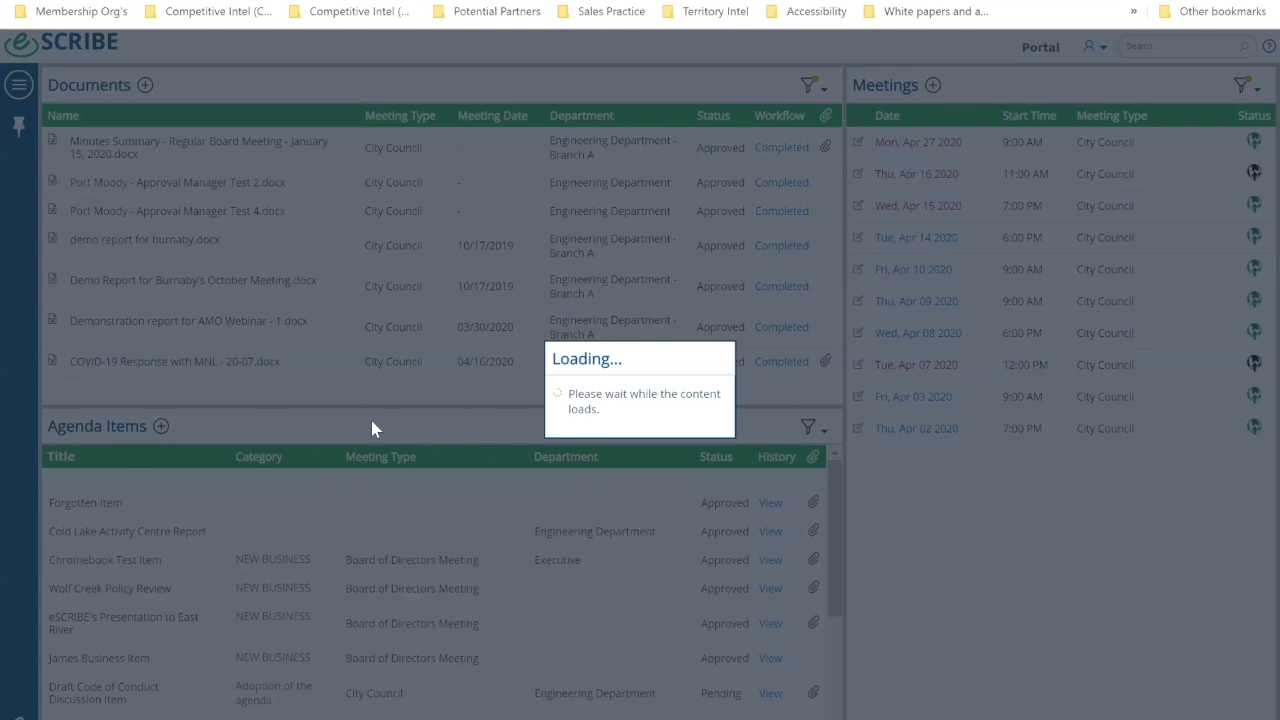 Membership Org's Competitive Intel (C... Competitive Intel (... Potential Partners Sales Practice Territory Intel Accessibility White papers and a... » Other bookmarks
eSCRIBE
Portal Search...
Documents
Name Meeting Type Meeting Date Department Status Workflow
Minutes Summary - Regular Board Meeting - January
15, 2020.docx
City Council - Engineering Department -
Branch A
Approved Completed
Port Moody - Approval Manager Test 2.docx City Council - Engineering Department Approved Completed
Port Moody - Approval Manager Test 4.docx City Council - Engineering Department Approved Completed
demo report for burnaby.docx City Council 10/17/2019 Engineering Department -
Branch A
Approved Completed
Demo Report for Burnaby's October Meeting.docx City Council 10/17/2019 Engineering Department -
Branch A
Approved Completed
Demonstration report for AMO Webinar - 1.docx City Council 03/30/2020 Engineering Department -
Branch A
Approved Completed
COVID-19 Response with MNL - 20-07.docx City Council 04/16/2020 Completed
Loading...
Please wait while the content
loads.
Agenda Items
Title Category Meeting Type Department Status History
Forgotten Item Approved View
Cold Lake Activity Centre Report Engineering Department Approved View
Chromebook Test Item NEW BUSINESS Board of Directors Meeting Executive Approved View
Wolf Creek Policy Review NEW BUSINESS Board of Directors Meeting Approved View
eSCRIBE's Presentation to East
River
NEW BUSINESS Board of Directors Meeting Approved View
James Business Item NEW BUSINESS Board of Directors Meeting Approved View
Draft Code of Conduct
Discussion Item
Adoption of the
agenda
City Council Engineering Department Pending View
Meetings
Date Start Time Meeting Type Status
Mon, Apr 27 2020 9:00 AM City Council
Thu, Apr 16 2020 11:00 AM City Council
Wed, Apr 15 2020 7:00 PM City Council
Tue, Apr 14 2020 6:00 PM City Council
Fri, Apr 10 2020 9:00 AM City Council
Thu, Apr 09 2020 9:00 AM City Council
Wed, Apr 08 2020 6:00 PM City Council
Tue, Apr 07 2020 12:00 PM City Council
Fri, Apr 03 2020 9:00 AM City Council
Thu, Apr 02 2020 7:00 PM City Council